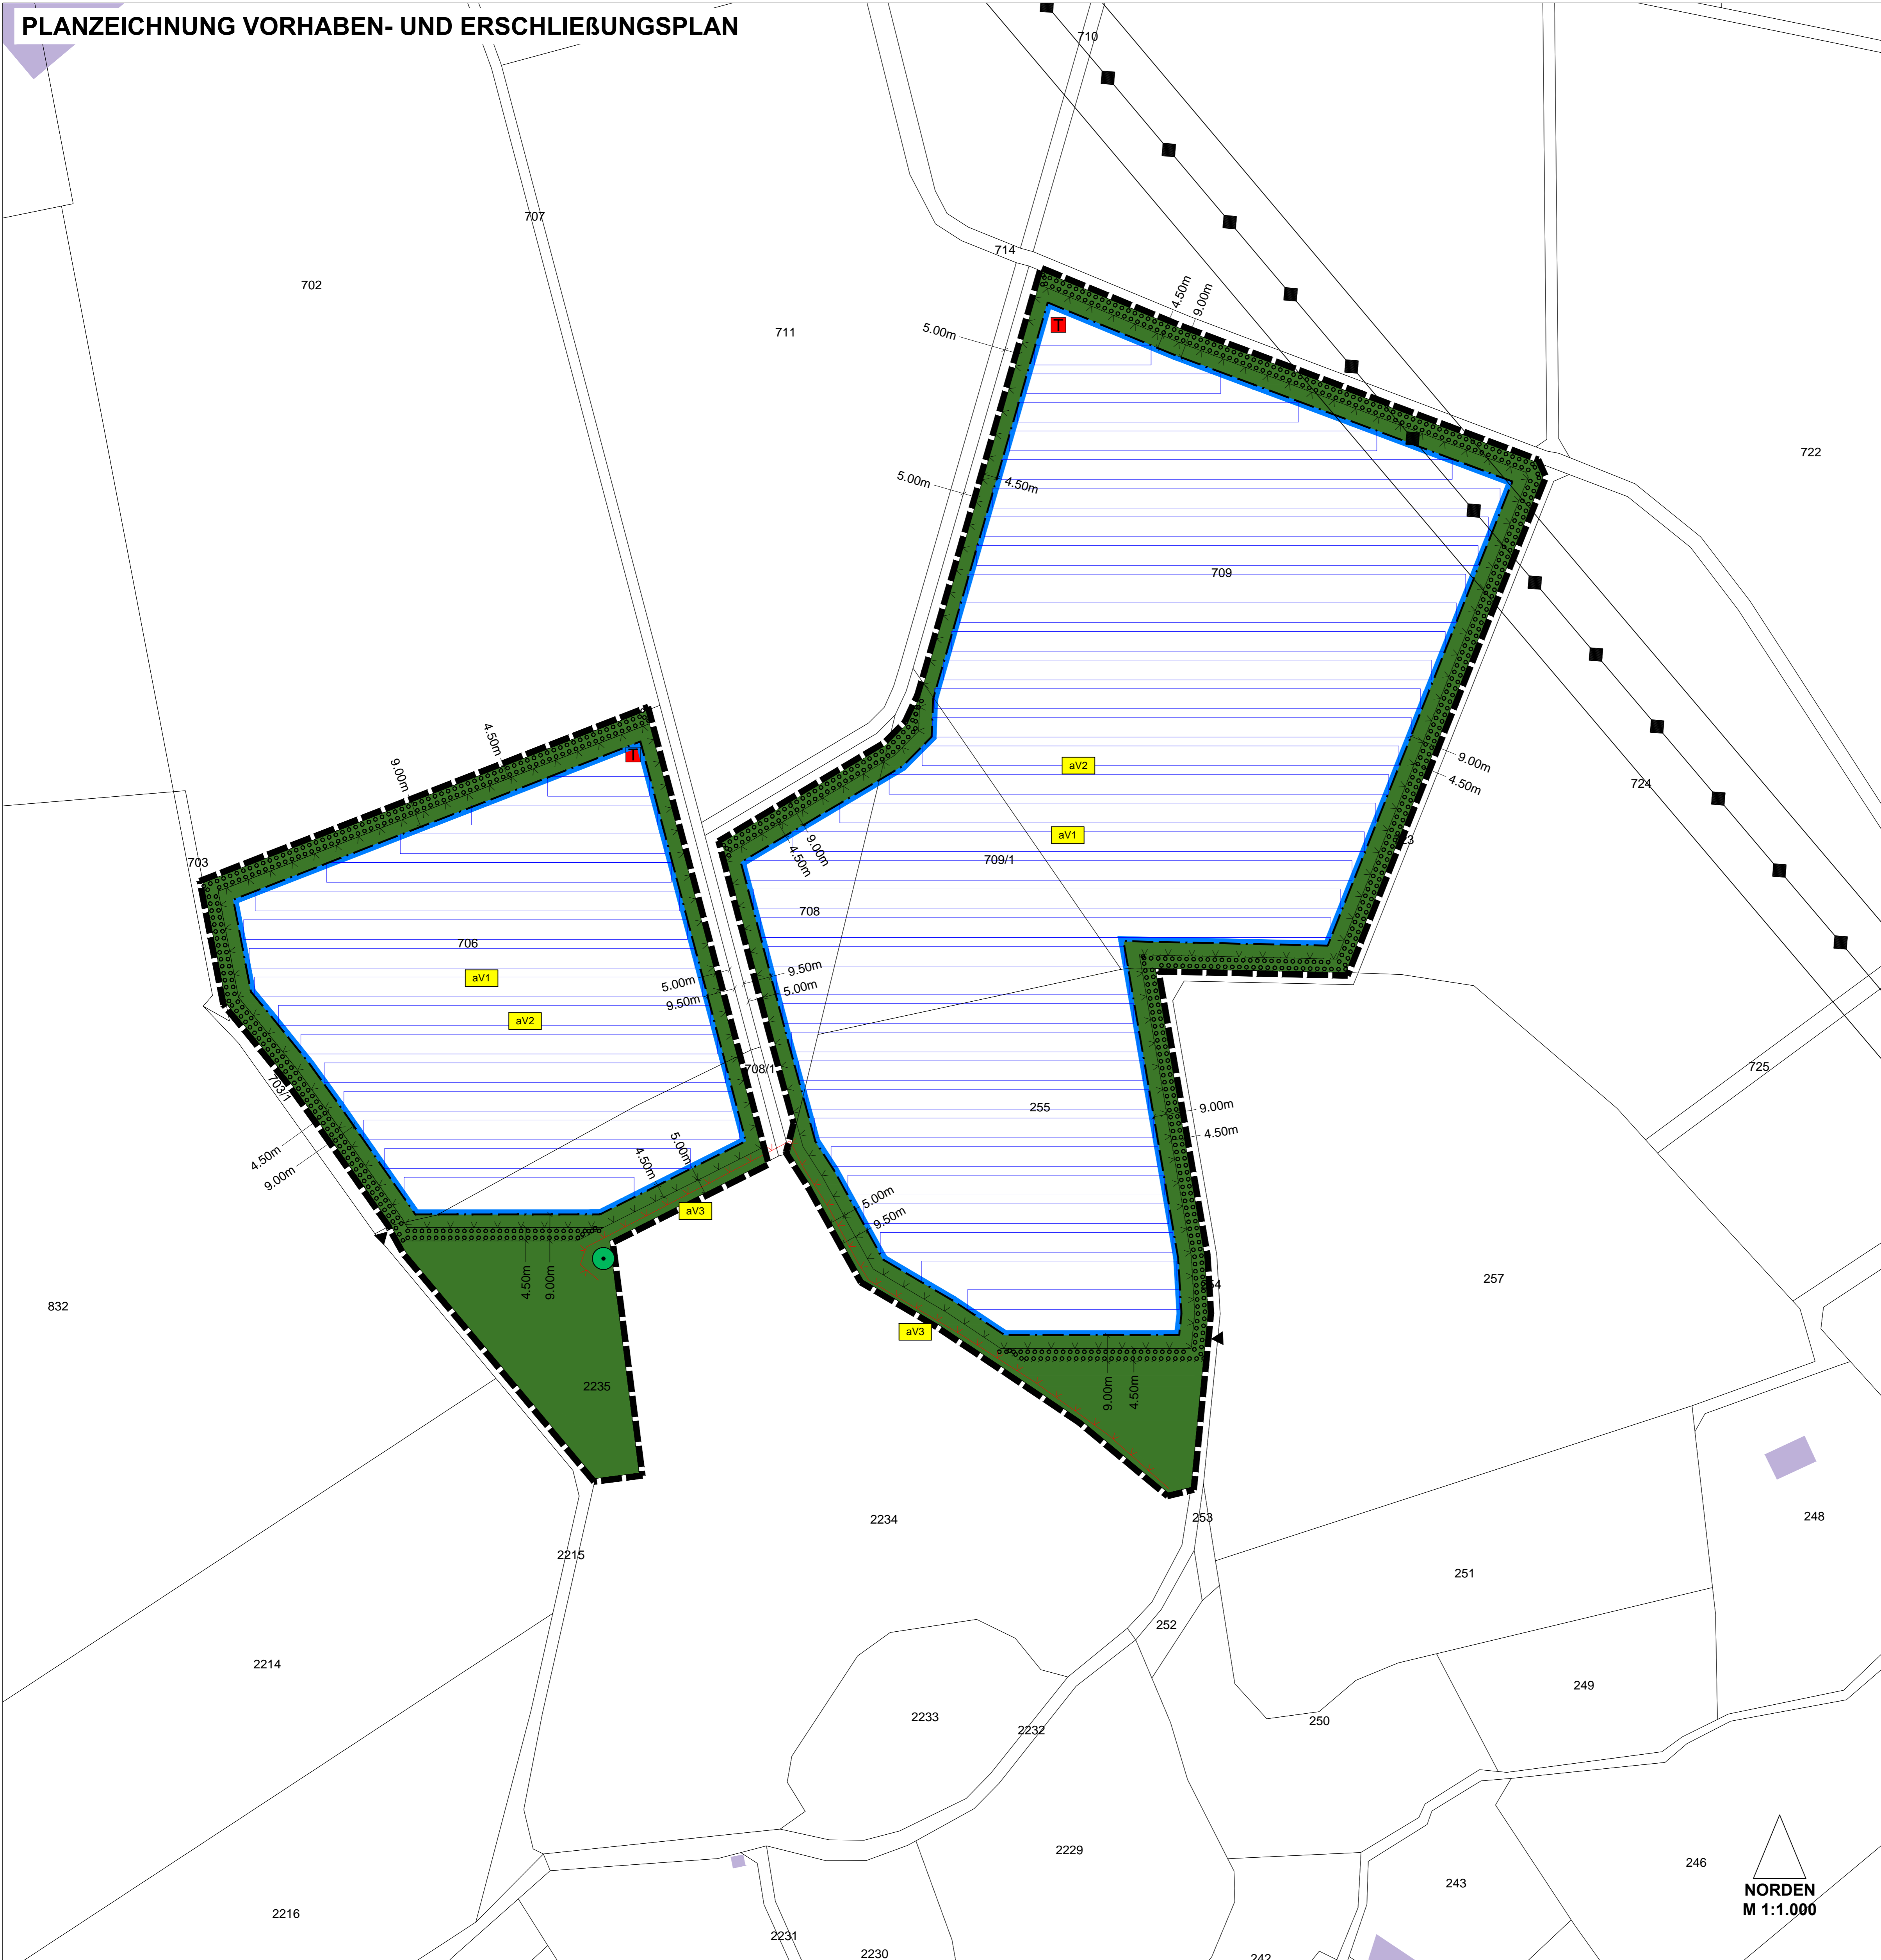 PLANZEICHNUNG VORHABEN- UND ERSCHLIEßUNGSPLAN
710
707
714
702
4.50m
9.00m
711
5.00m
722
5.00m
4.50m
709
4.50m
9.00m
9.00m
4.50m
aV2
724
aV1
9.00m
4.50m
703
709/1
708
706
aV1
9.50m
5.00m
5.00m
9.50m
aV2
708/1
725
703/1
255
9.00m
4.50m
4.50m
9.00m
5.00m
4.50m
5.00m
9.50m
aV3
4.50m
9.00m
257
832
aV3
9.00m
4.50m
2235
2234
253
248
2215
251
252
2214
249
2233
2232
250
2229
246
243
NORDEN
M 1:1.000
2216
2231
2230
242
T
T